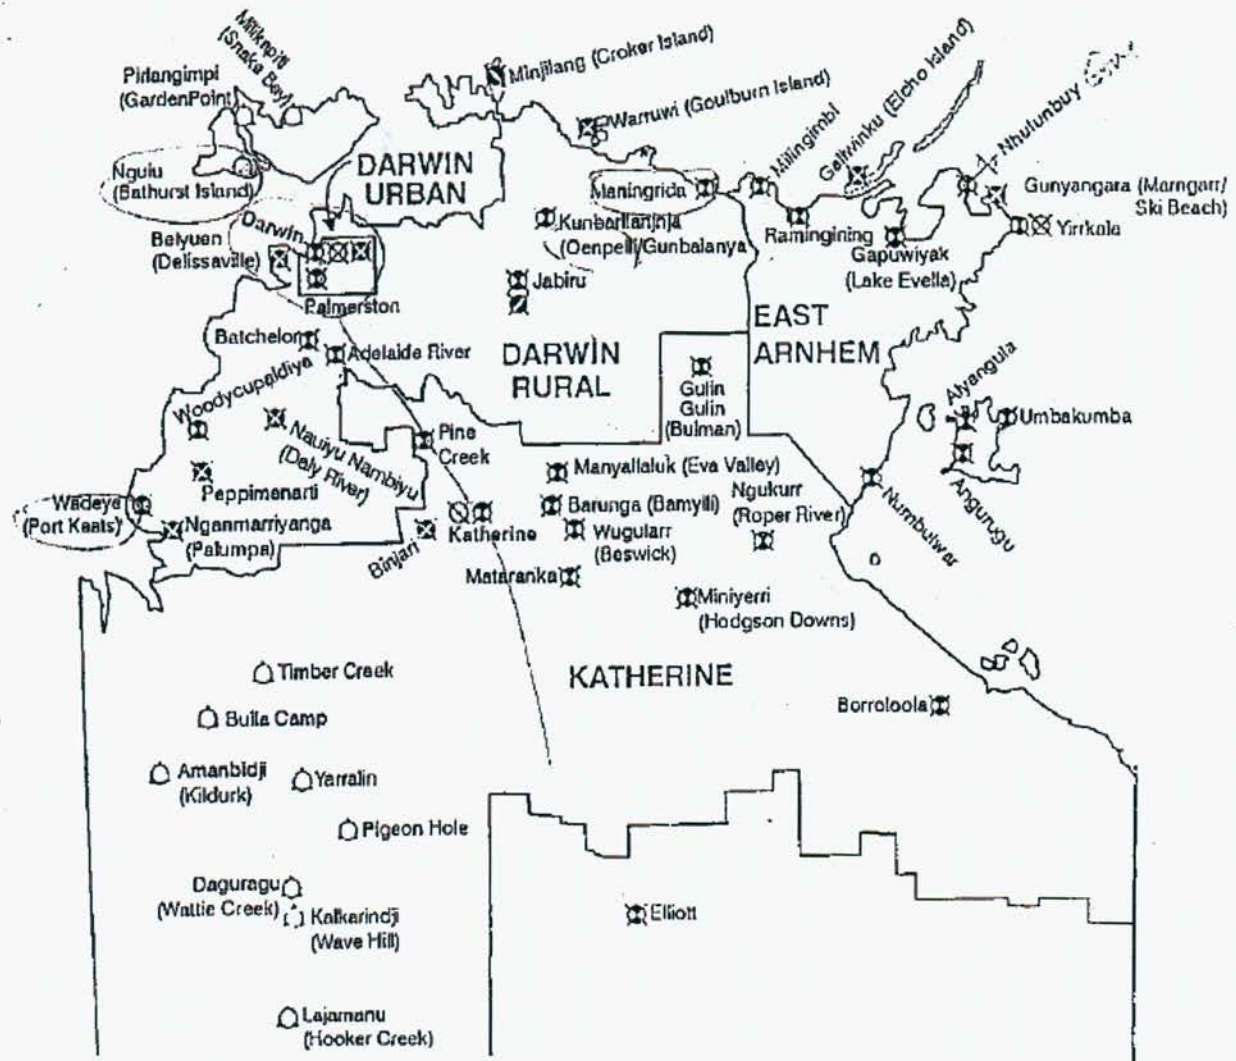 Milikapiti
(Snake Bay)
Pirlangimpi
(GardenPoint)
Minjilang (Croker Island)
Warruwi (Goulburn Island)
Nguiu
(Bathurst Island)
DARWIN
URBAN
Maningrida
Milingimbi
Galiwinku (Elcho Island)
Nhulunbuy
Gunyangara (Marngarr/
Ski Beach)
Darwin
Belyuen
(Delissaville)
Kunbarllanjnja
(Oenpelli/Gunbalanya
Ramingining
Gapuwiyak
(Lake Evella)
Yirrkala
Jabiru
Palmerston
EAST
ARNHEM
Batchelor
Adelaide River
DARWIN
RURAL
Woodycupaldiya
Gulin
Gulin
(Bulman)
Alyangula
Umbakumba
Nauiyu Nambiyu
(Daly River)
Pine
Creek
Manyallaluk (Eva Valley)
Peppimenarti
Angurugu
Wadeye
(Port Keats)
Nganmarriyanga
(Palumpa)
Binjari
Katherine
Barunga (Bamyili)
Wugularr
(Beswick)
Ngukurr
(Roper River)
Numbulwar
Mataranka
Miniyerri
(Hodgson Downs)
Timber Creek
KATHERINE
Bulla Camp
Borroloola
Amanbidji
(Kildurk)
Yarralin
Pigeon Hole
Daguragu
(Wattie Creek)
Kalkarindji
(Wave Hill)
Elliott
Lajamanu
(Hooker Creek)